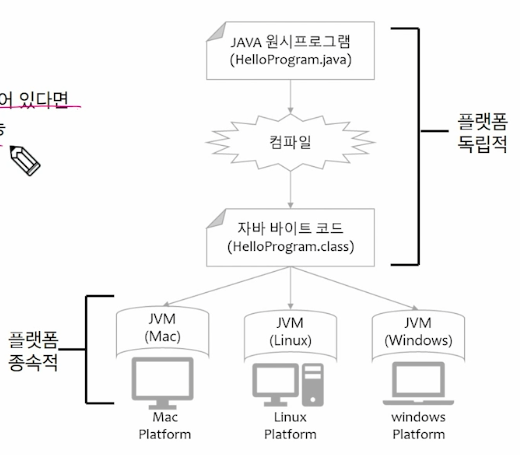 JAVA 원시프로그램
(HelloProgram.java)
어 있다면
컴파일
플랫폼
독립적
자바 바이트 코드
(HelloProgram.class)
플랫폼
종속적
JVM
(Mac)
JVM
(Linux)
JVM
(Windows)
Mac
Platform
Linux
Platform
windows
Platform